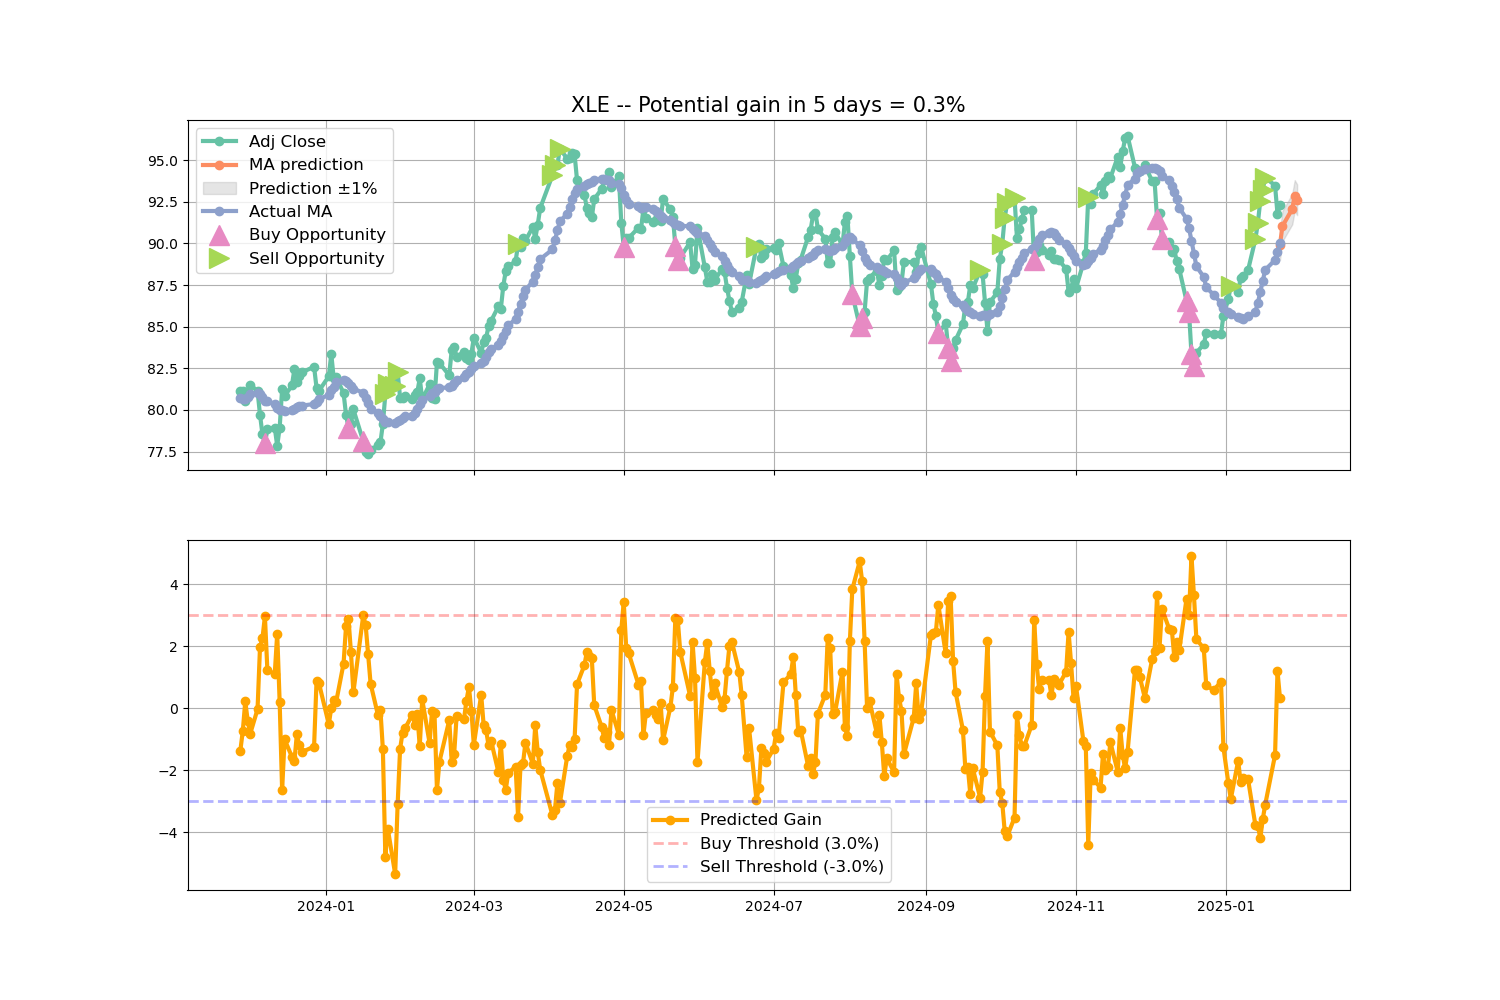 XLE -- Potential gain in 5 days = 0.3%
95.0
92.5
90.0
87.5
85.0
82.5
80.0
77.5
Adj Close
MA prediction
Prediction ±1%
Actual MA
Buy Opportunity
Sell Opportunity
4
2
0
−2
−4
Predicted Gain
Buy Threshold (3.0%)
Sell Threshold (-3.0%)
2024-01
2024-03
2024-05
2024-07
2024-09
2024-11
2025-01